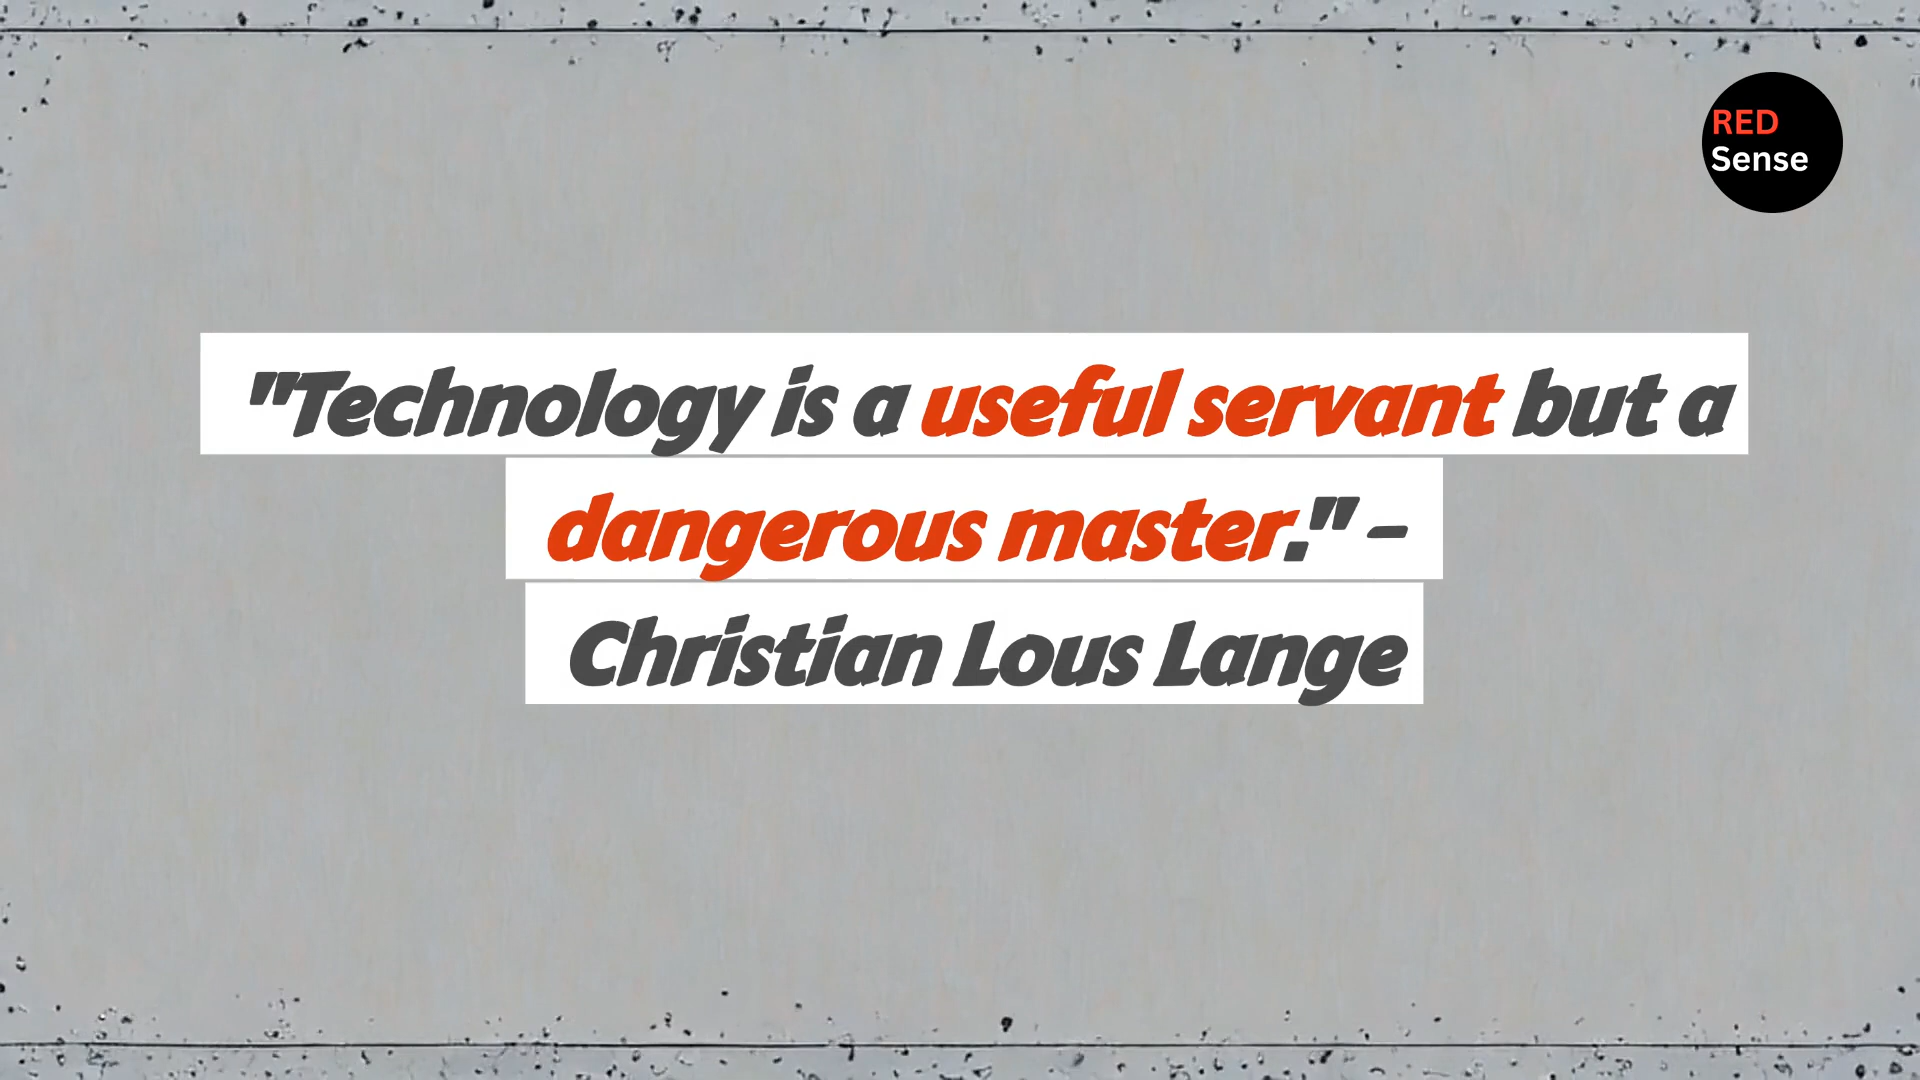 RED
Sense
"Technology is a useful servant but a
dangerous master." –
Christian Lous Lange